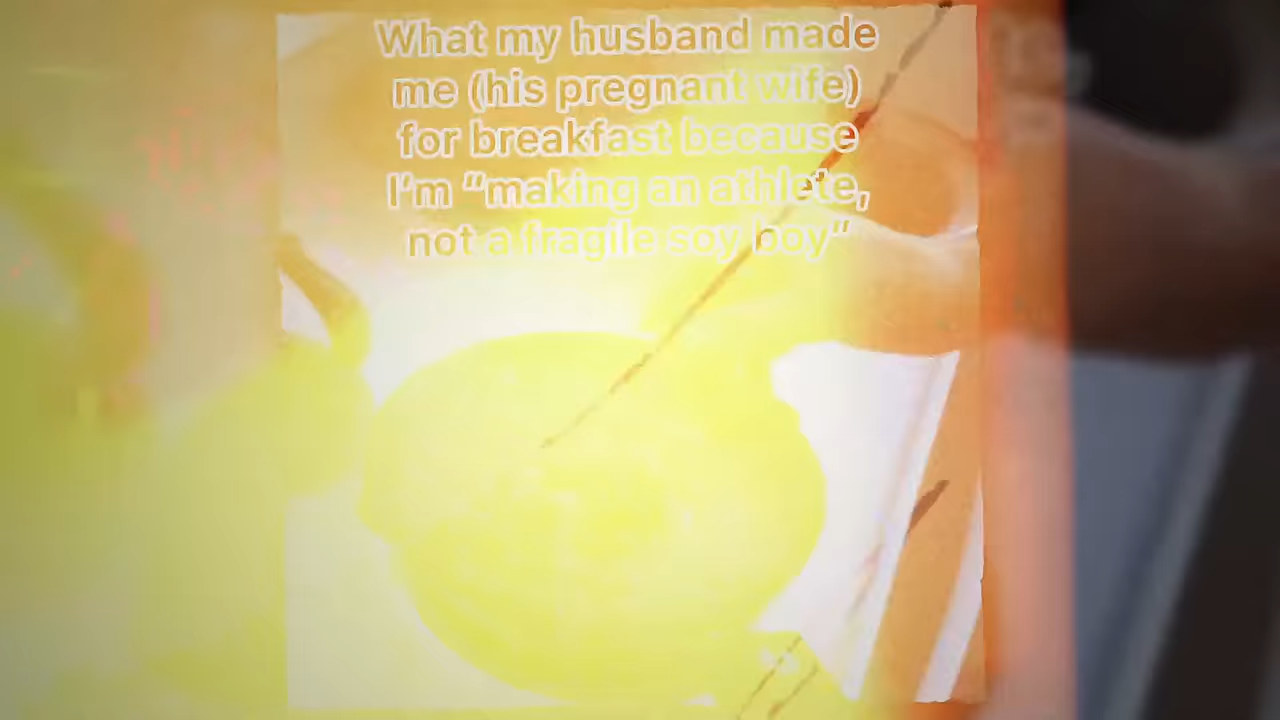 What my husband made
me (his pregnant wife)
for breakfast because
I'm “making an athlete,
not a fragile soy boy”